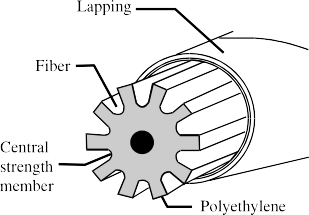 Lapping
Fiber
Central
strength
member
Polyethylene